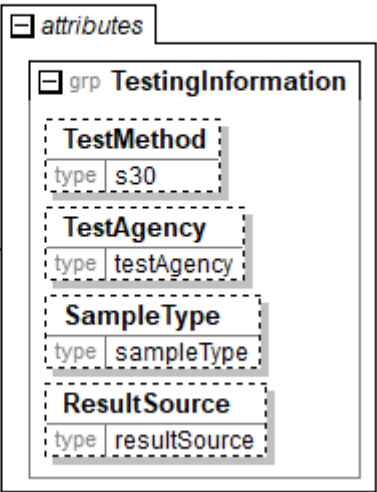 attributes
grp TestingInformation
TestMethod
type s30
TestAgency
type testAgency
SampleType
type sampleType
ResultSource
type resultSource